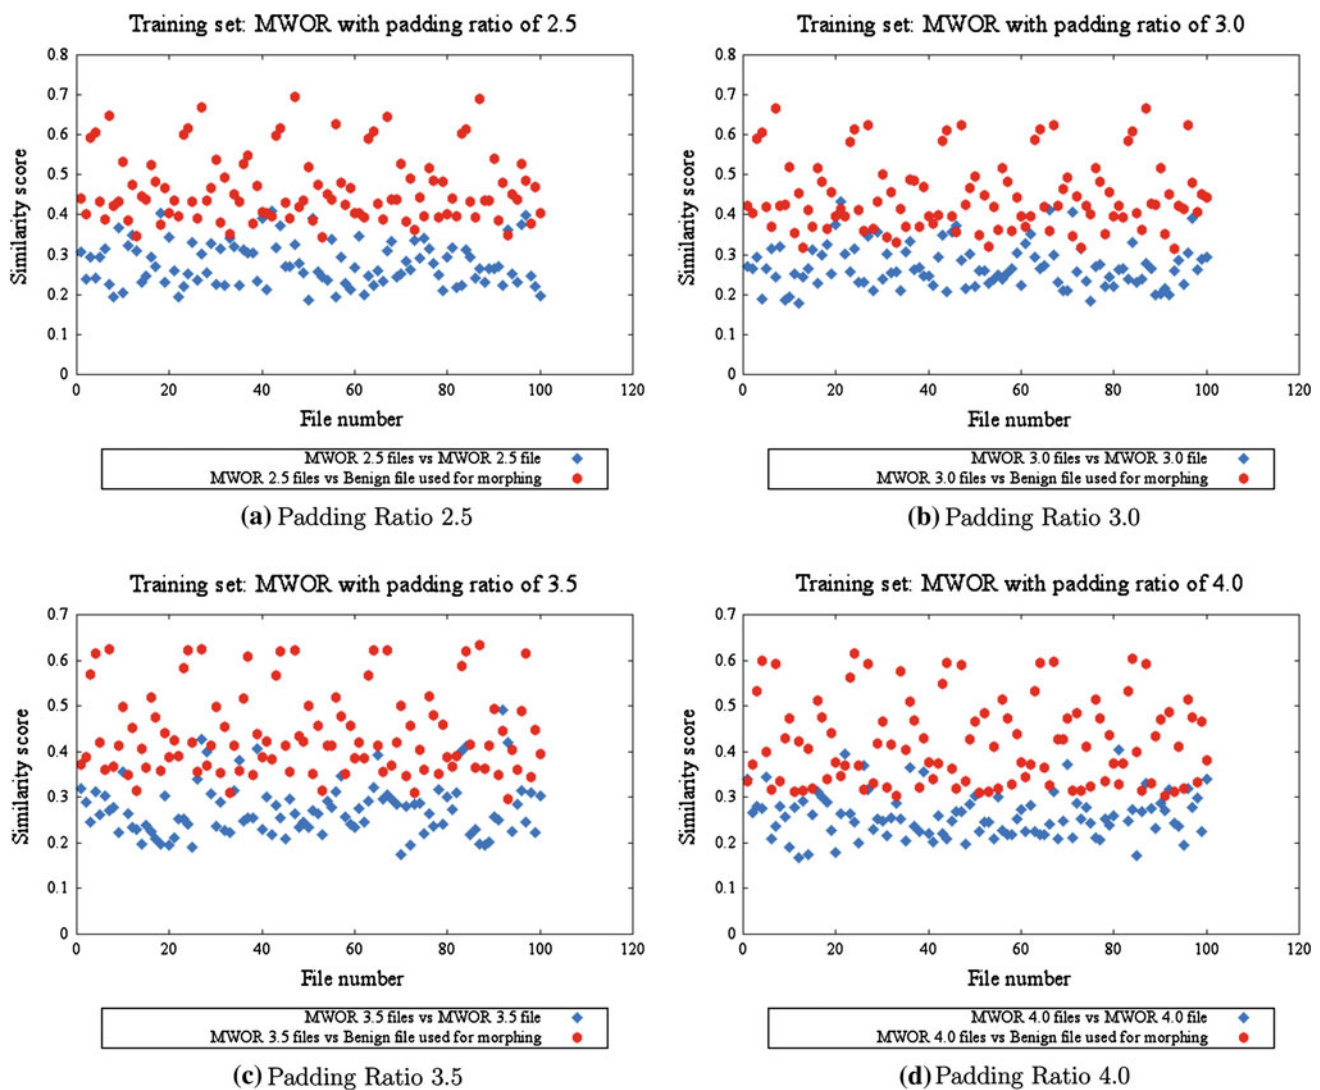 Training set: MWOR with padding ratio of 2.5
0.8
0.7
0.6
0.5
0.4
0.3
0.2
0.1
0
Similarity score
0 20 40 60 80 100 120
File number
MWOR 2.5 files vs MWOR 2.5 file
MWOR 2.5 files vs Benign file used for morphing
(a) Padding Ratio 2.5
Training set: MWOR with padding ratio of 3.0
0.8
0.7
0.6
0.5
0.4
0.3
0.2
0.1
0
Similarity score
0 20 40 60 80 100 120
File number
MWOR 3.0 files vs MWOR 3.0 file
MWOR 3.0 files vs Benign file used for morphing
(b) Padding Ratio 3.0
Training set: MWOR with padding ratio of 3.5
0.7
0.6
0.5
0.4
0.3
0.2
0.1
0
Similarity score
0 20 40 60 80 100 120
File number
MWOR 3.5 files vs MWOR 3.5 file
MWOR 3.5 files vs Benign file used for morphing
(c) Padding Ratio 3.5
Training set: MWOR with padding ratio of 4.0
0.7
0.6
0.5
0.4
0.3
0.2
0.1
0
Similarity score
0 20 40 60 80 100 120
File number
MWOR 4.0 files vs MWOR 4.0 file
MWOR 4.0 files vs Benign file used for morphing
(d) Padding Ratio 4.0